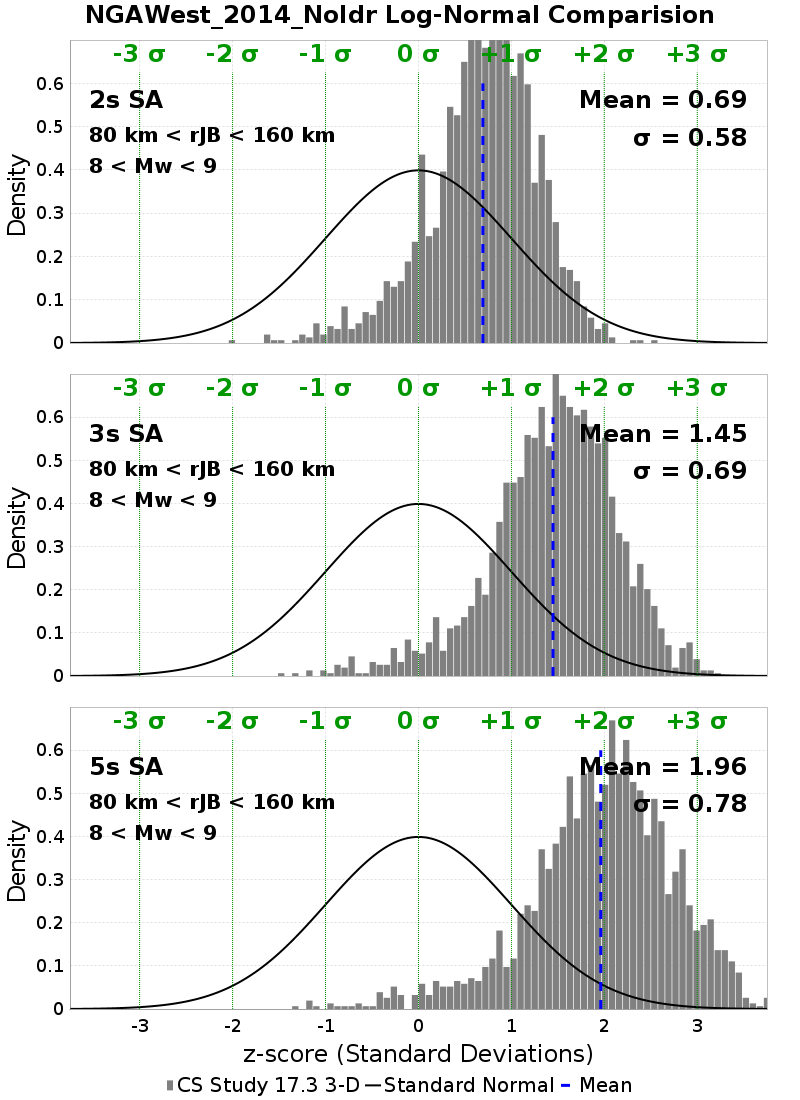 NGAWest_2014_NoIdr Log-Normal Comparision
-3 σ -2 σ -1 σ 0 σ +1 σ +2 σ +3 σ
0.6
2s SA Mean = 0.69
0.5
80 km < rJB < 160 km σ = 0.58
8 < Mw < 9
0.4
Density
0.3
0.2
0.1
0
-3 σ -2 σ -1 σ 0 σ +1 σ +2 σ +3 σ
0.6
3s SA Mean = 1.45
0.5
80 km < rJB < 160 km σ = 0.69
8 < Mw < 9
0.4
Density
0.3
0.2
0.1
0
-3 σ -2 σ -1 σ 0 σ +1 σ +2 σ +3 σ
0.6
5s SA Mean = 1.96
0.5
80 km < rJB < 160 km σ = 0.78
8 < Mw < 9
0.4
Density
0.3
0.2
0.1
0
-3 -2 -1 0 1 2 3
z-score (Standard Deviations)
CS Study 17.3 3-D Standard Normal Mean